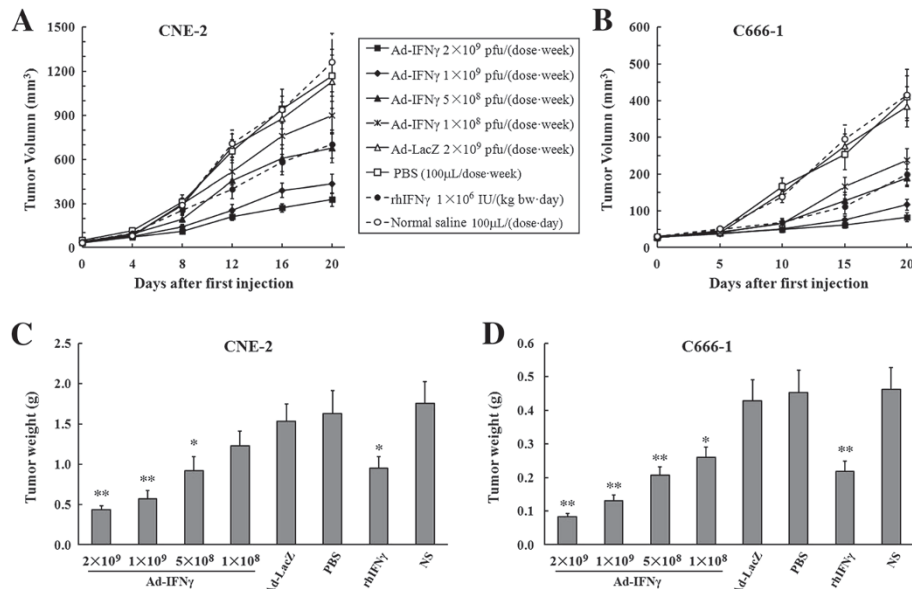 A
CNE-2
Tumor Volumn (mm³)
1500
1200
900
600
300
0
0 4 8 12 16 20
Days after first injection
Ad-IFNγ 2×10⁹ pfu/(dose·week)
Ad-IFNγ 1×10⁹ pfu/(dose·week)
Ad-IFNγ 5×10⁸ pfu/(dose·week)
Ad-IFNγ 1×10⁸ pfu/(dose·week)
Ad-LacZ 2×10⁹ pfu/(dose·week)
PBS (100μL/dose·week)
rhIFNγ 1×10⁶ IU/(kg bw·day)
Normal saline 100μL/(dose·day)
B
C666-1
Tumor Volumn (mm³)
600
500
400
300
200
100
0
0 5 10 15 20
Days after first injection
C
CNE-2
Tumor weight (g)
2.5
2.0
1.5
1.0
0.5
0.0
** ** * *
2×10⁹ 1×10⁹ 5×10⁸ 1×10⁸ Ad-LacZ PBS rhIFNγ NS
Ad-IFNγ
D
C666-1
Tumor weight (g)
0.6
0.5
0.4
0.3
0.2
0.1
0.0
** ** ** * **
2×10⁹ 1×10⁹ 5×10⁸ 1×10⁸ Ad-LacZ PBS rhIFNγ NS
Ad-IFNγ